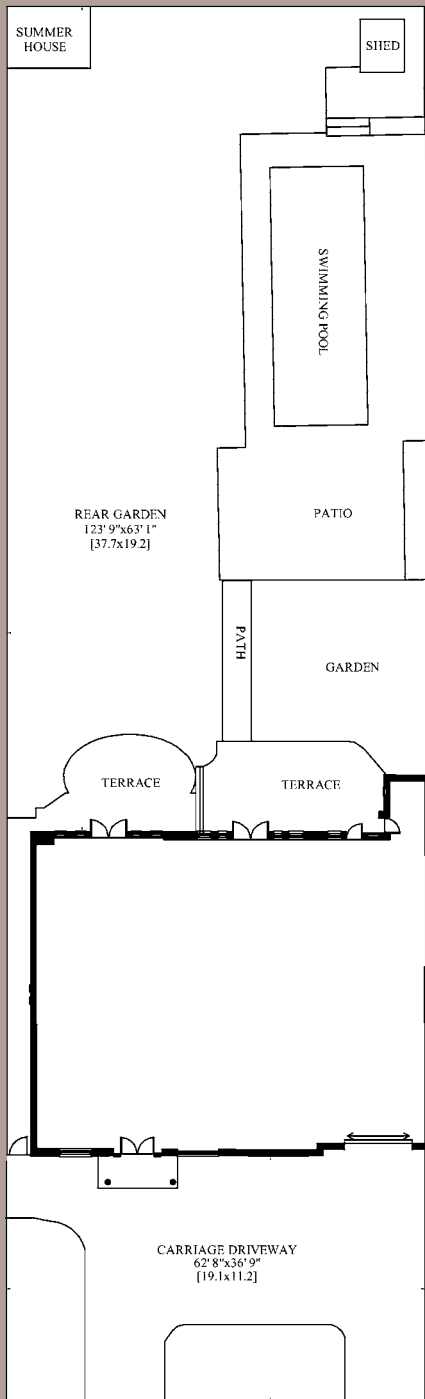 SUMMER
HOUSE
SHED
SWIMMING POOL
REAR GARDEN
123' 9"x63' 1"
[37.7x19.2]
PATIO
PATH
GARDEN
TERRACE
TERRACE
CARRIAGE DRIVEWAY
62' 8"x36' 9"
[19.1x11.2]